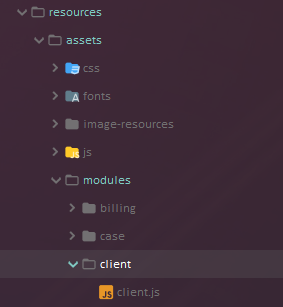 resources
assets
css
fonts
image-resources
js
modules
billing
case
client
client.js